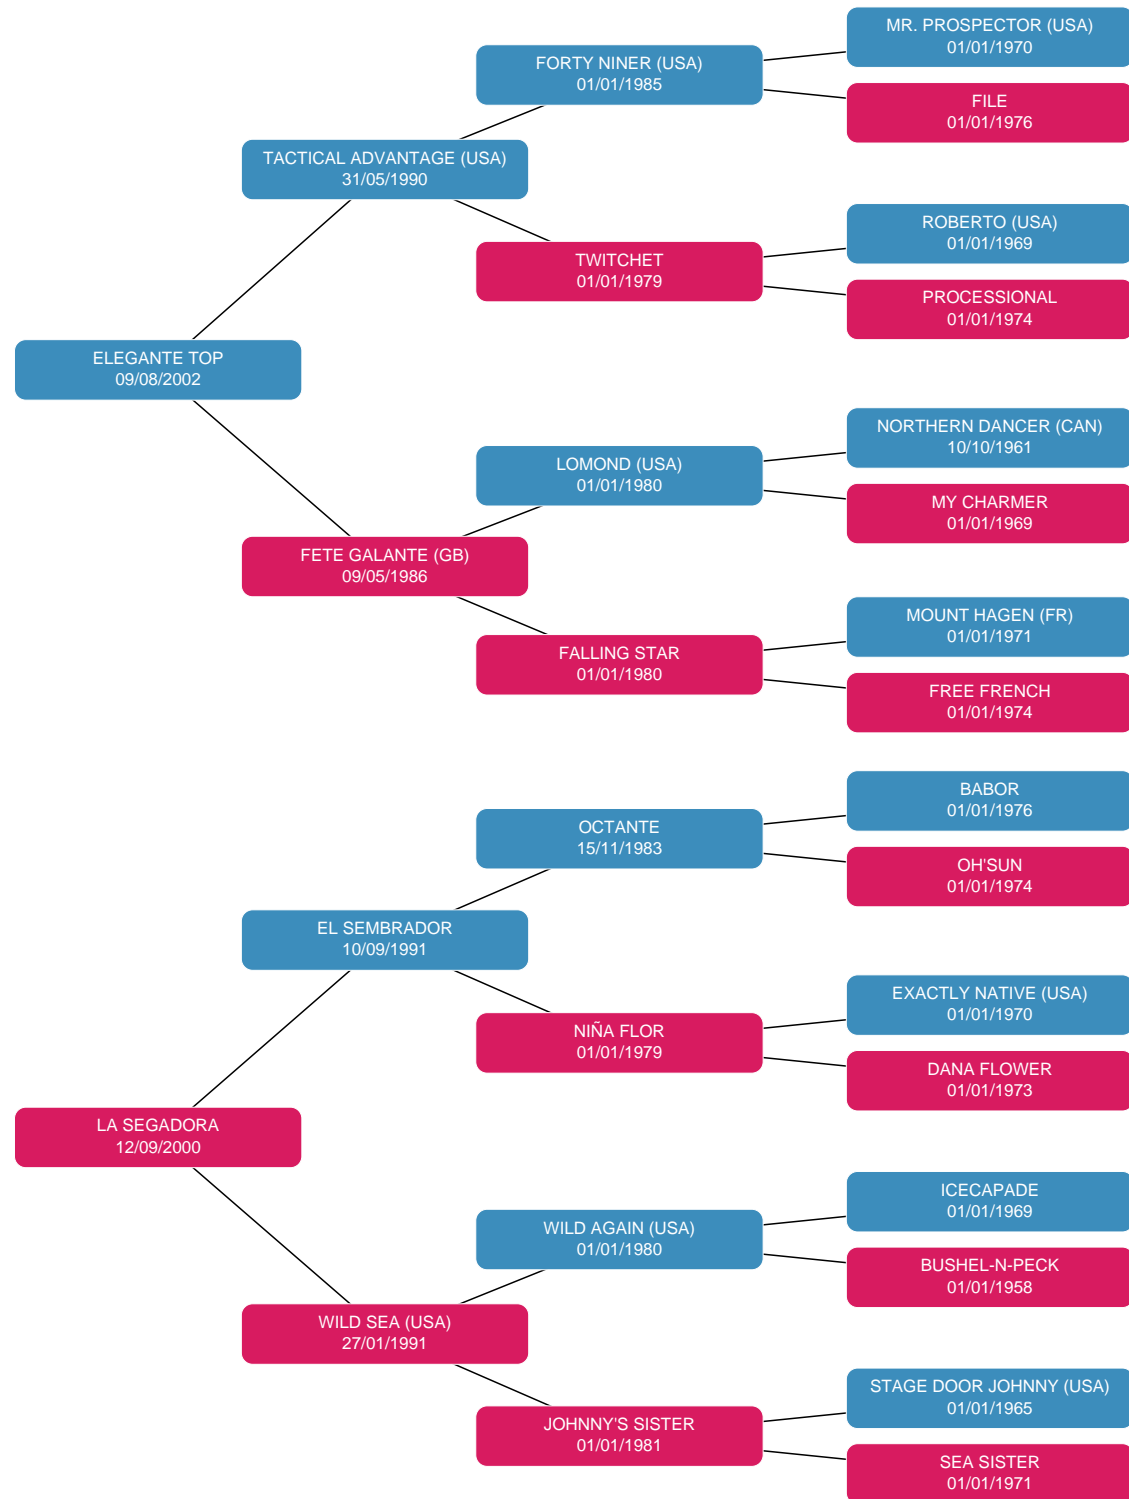 MR. PROSPECTOR (USA)
01/01/1970
FORTY NINER (USA)
01/01/1985
FILE
01/01/1976
TACTICAL ADVANTAGE (USA)
31/05/1990
ROBERTO (USA)
01/01/1969
TWITCHET
01/01/1979
PROCESSIONAL
01/01/1974
ELEGANTE TOP
09/08/2002
NORTHERN DANCER (CAN)
10/10/1961
LOMOND (USA)
01/01/1980
MY CHARMER
01/01/1969
FETE GALANTE (GB)
09/05/1986
MOUNT HAGEN (FR)
01/01/1971
FALLING STAR
01/01/1980
FREE FRENCH
01/01/1974
BABOR
01/01/1976
OCTANTE
15/11/1983
OH'SUN
01/01/1974
EL SEMBRADOR
10/09/1991
EXACTLY NATIVE (USA)
01/01/1970
NIÑA FLOR
01/01/1979
DANA FLOWER
01/01/1973
LA SEGADORA
12/09/2000
ICECAPADE
01/01/1969
WILD AGAIN (USA)
01/01/1980
BUSHEL-N-PECK
01/01/1958
WILD SEA (USA)
27/01/1991
STAGE DOOR JOHNNY (USA)
01/01/1965
JOHNNY'S SISTER
01/01/1981
SEA SISTER
01/01/1971